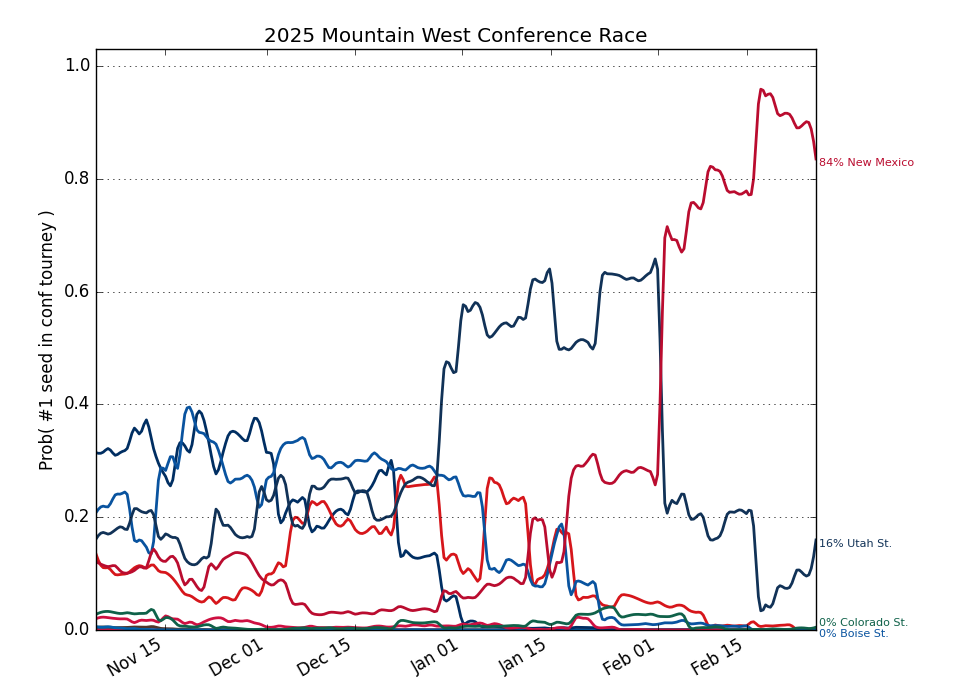 2025 Mountain West Conference Race
Prob( #1 seed in conf tourney )
1.0
0.8
0.6
0.4
0.2
0.0
Nov 15
Dec 01
Dec 15
Jan 01
Jan 15
Feb 01
Feb 15
84% New Mexico
16% Utah St.
0% Colorado St.
0% Boise St.